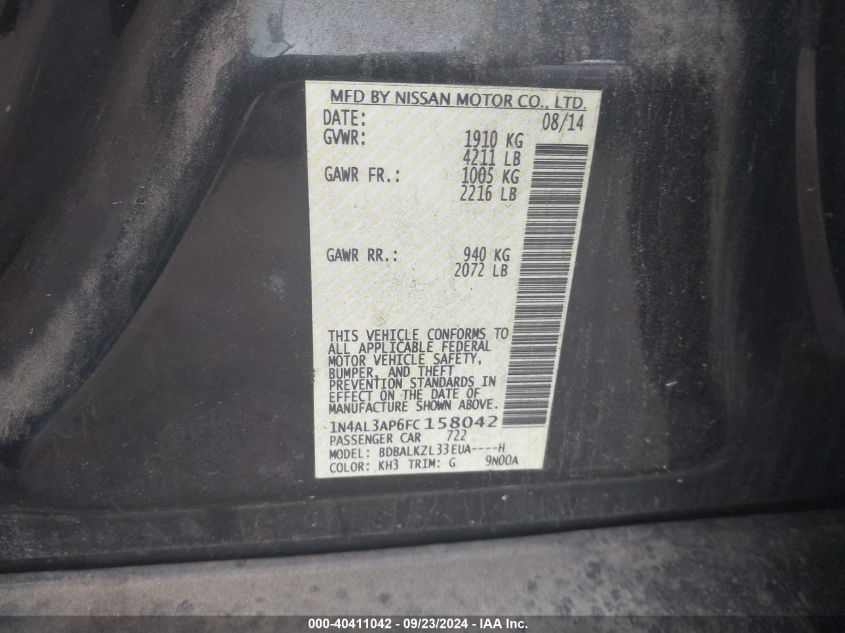 MFD BY NISSAN MOTOR CO., LTD.
DATE: 08/14
GVWR: 1910 KG
4211 LB
GAWR FR.: 1005 KG
2216 LB
GAWR RR.: 940 KG
2072 LB
THIS VEHICLE CONFORMS TO
ALL APPLICABLE FEDERAL
MOTOR VEHICLE SAFETY,
BUMPER, AND THEFT
PREVENTION STANDARDS IN
EFFECT ON THE DATE OF
MANUFACTURE SHOWN ABOVE.
1N4AL3AP6FC158042
PASSENGER CAR 722
MODEL: BDBALKZL33EUA----H
COLOR: KH3 TRIM: G 9N00A
000-40411042 - 09/23/2024 - IAA Inc.